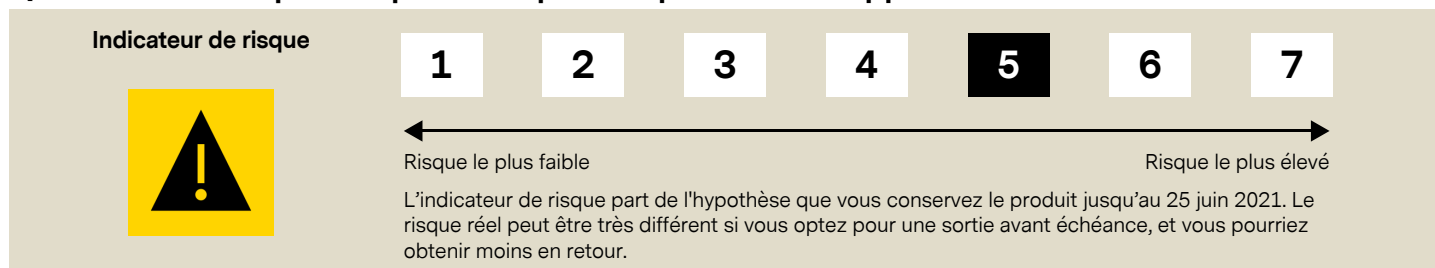 Indicateur de risque
1 2 3 4 5 6 7
Risque le plus faible
Risque le plus élevé
L'indicateur de risque part de l'hypothèse que vous conservez le produit jusqu'au 25 juin 2021. Le
risque réel peut être très différent si vous optez pour une sortie avant échéance, et vous pourriez
obtenir moins en retour.